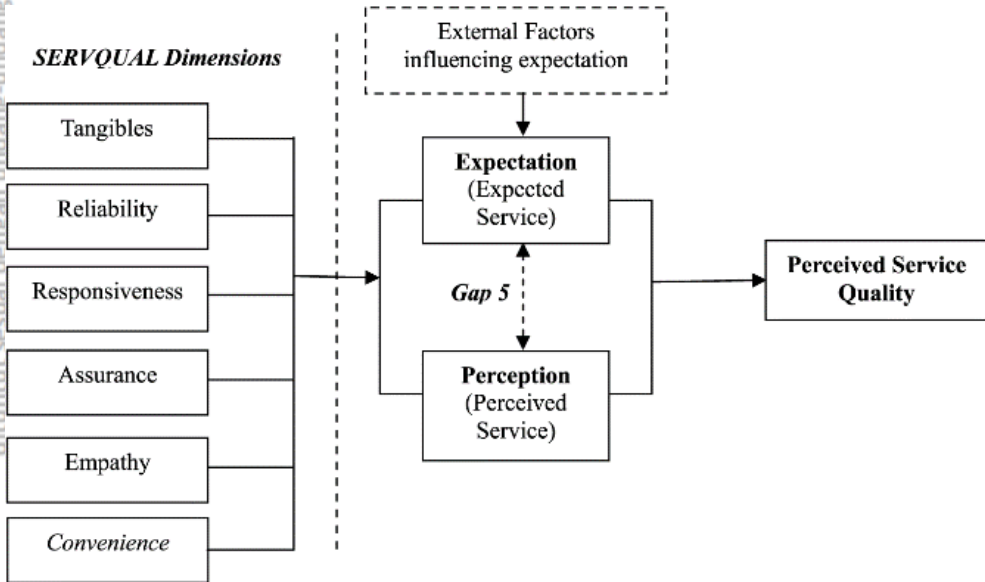 SERVQUAL Dimensions
Tangibles
Reliability
Responsiveness
Assurance
Empathy
Convenience
External Factors
influencing expectation
Expectation
(Expected
Service)
Gap 5
Perception
(Perceived
Service)
Perceived Service
Quality